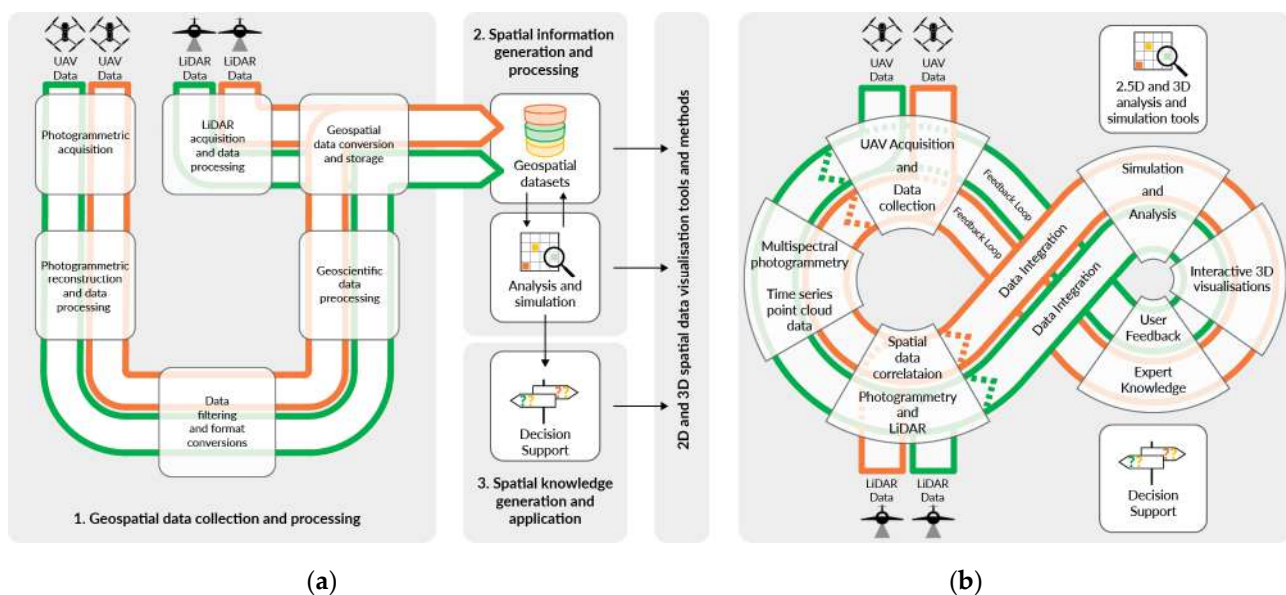 UAV
Data
UAV
Data
LiDAR
Data
LiDAR
Data
Photogrammetric
acquisition
LiDAR
acquisition
and data
processing
Geospatial
data conversion
and storage
Photogrammetric
reconstruction
and data
processing
Geoscientific
data
preocessing
Data
filtering
and format
conversions
1. Geospatial data collection and processing
2. Spatial information
generation and
processing
Geospatial
datasets
Analysis and
simulation
??
??
Decision
Support
3. Spatial knowledge
generation and
application
2D and 3D spatial data visualisation tools and methods
(a)
UAV
Data
UAV
Data
UAV Acquisition
and
Data
collection
Feedback Loop
Feedback Loop
Multispectral
photogrammetry
Time series
point cloud
data
Data Integration
Data Integration
Spatial
data
correlataion
Photogrammetry
and
LiDAR
LiDAR
Data
LiDAR
Data
2.5D and 3D
analysis and
simulation tools
Simulation
and
Analysis
Interactive 3D
visualisations
User
Feedback
Expert
Knowledge
??
??
Decision
Support
(b)